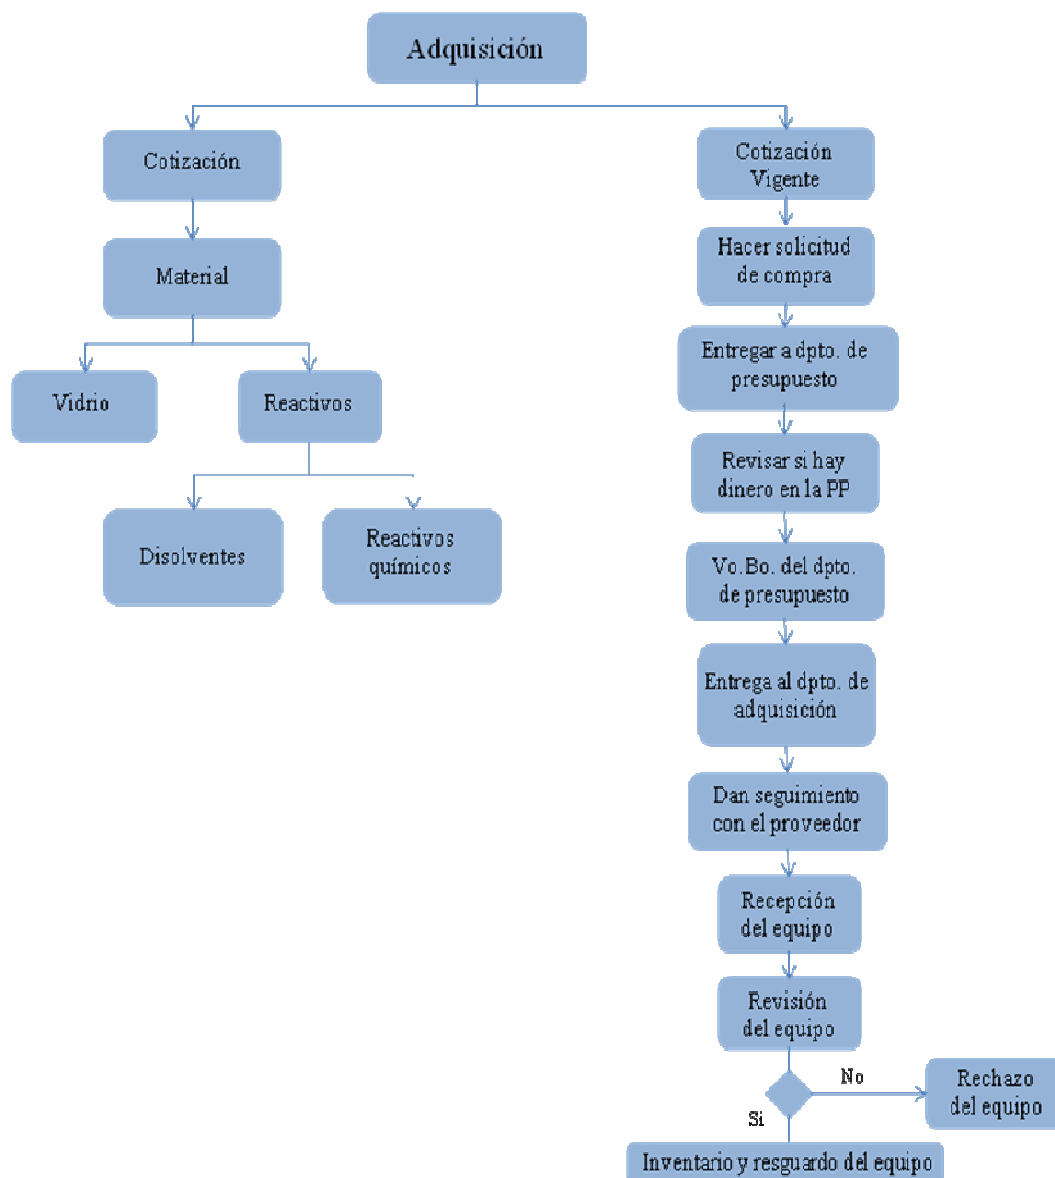 Adquisición
Cotización
Material
Vidrio
Reactivos
Disolventes
Reactivos
químicos
Cotización
Vigente
Hacer solicitud
de compra
Entregar a dpto. de
presupuesto
Revisar si hay
dinero en la PP
Vo.Bo. del dpto.
de presupuesto
Entrega al dpto. de
adquisición
Dan seguimiento
con el proveedor
Recepción
del equipo
Revisión
del equipo
No
Rechazo
del equipo
Si
Inventario y resguardo del equipo